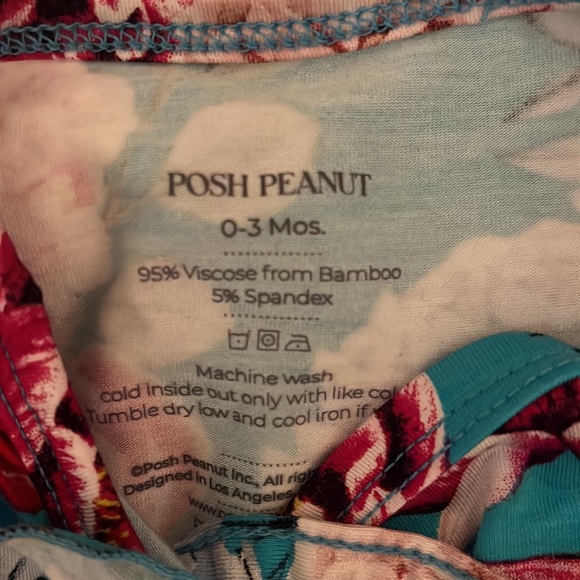 POSH PEANUT
0-3 Mos.
95% Viscose from Bamboo
5% Spandex
Machine wash
cold inside out only with like
Tumble dry low and cool iron if
©Posh Peanut Inc., All
Designed in Los Angeles